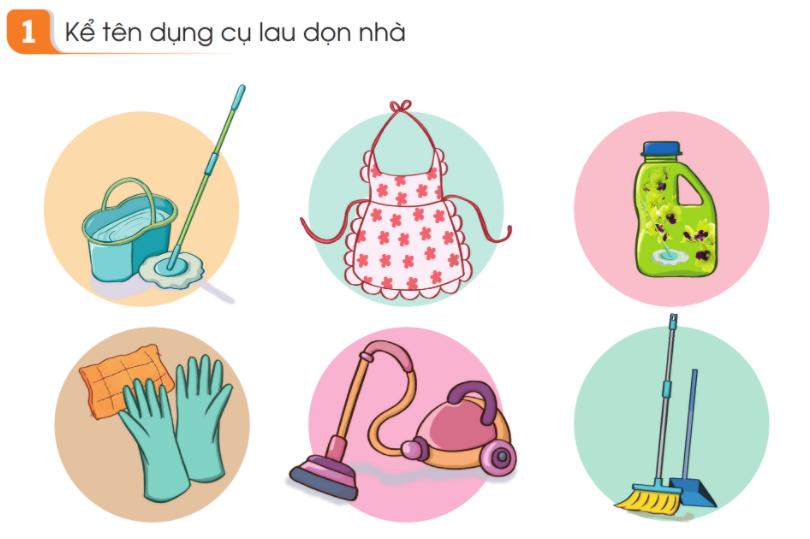 1 Kể tên dụng cụ lau dọn nhà